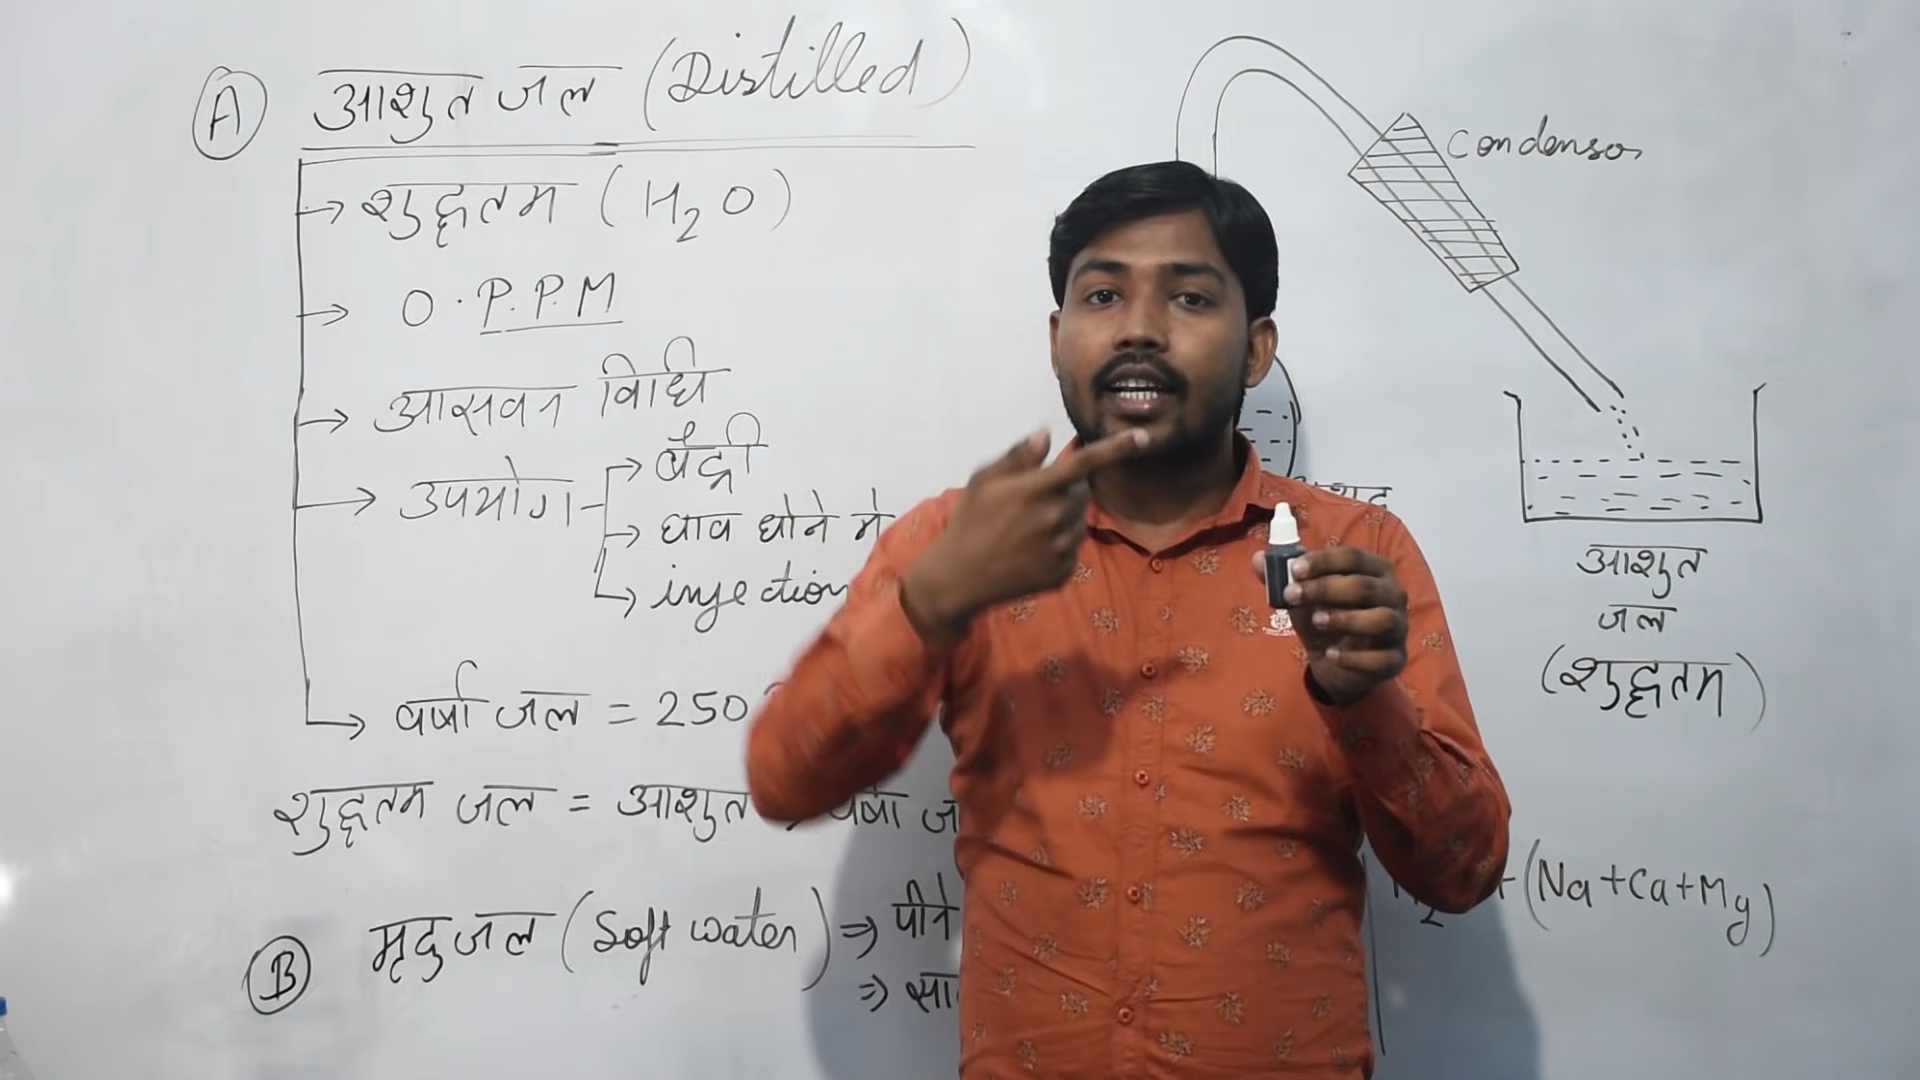 A आशुत जल (Distilled)
→ शुद्धतम (H₂O)
→ 0. P.P.M
→ आसवन विधि
→ उपयोग → बैट्री
→ घाव धोने मे
→ injection
→ वर्षा जल = 250
शुद्धतम जल = आशुत > वर्षा
B मृदु जल (Soft water) ⇒ पीने
⇒
Condensor
आशुत
जल
(शुद्धतम)
+ (Na+Ca+Mg)